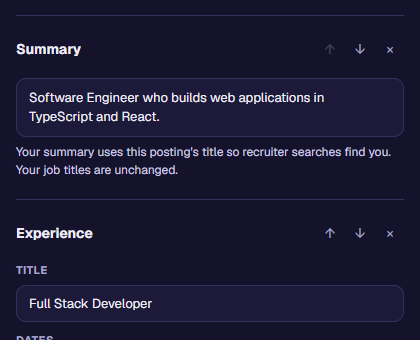 Summary
Software Engineer who builds web applications in
TypeScript and React.
Your summary uses this posting's title so recruiter searches find you.
Your job titles are unchanged.
Experience
TITLE
Full Stack Developer
DATES